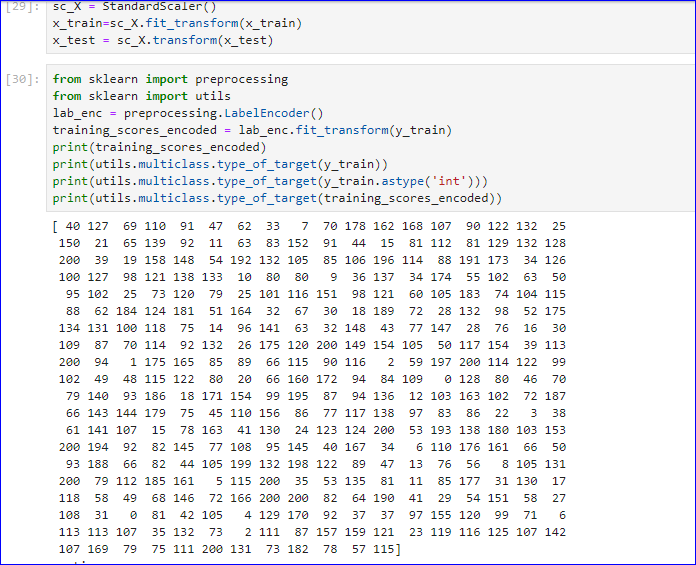 [29]: sc_X = StandardScaler()
x_train=sc_X.fit_transform(x_train)
x_test = sc_X.transform(x_test)
[30]: from sklearn import preprocessing
from sklearn import utils
lab_enc = preprocessing.LabelEncoder()
training_scores_encoded = lab_enc.fit_transform(y_train)
print(training_scores_encoded)
print(utils.multiclass.type_of_target(y_train))
print(utils.multiclass.type_of_target(y_train.astype('int')))
print(utils.multiclass.type_of_target(training_scores_encoded))
[ 40 127  69 110  91  47  62  33   7  70 178 162 168 107  90 122 132  25
 150  21  65 139  92  11  63  83 152  91  44  15  81 112  81 129 132 128
 200  39  19 158 148  54 192 132 105  85 106 196 114  88 191 173  34 126
 100 127  98 121 138 133  10  80  80   9  36 137  34 174  55 102  63  50
  95 102  25  73 120  79  25 101 116 151  98 121  60 105 183  74 104 115
  88  62 184 124 181  51 164  32  67  30  18 189  72  28 132  98  52 175
 134 131 100 118  75  14  96 141  63  32 148  43  77 147  28  76  16  30
 109  87  70 114  92 132  26 175 120 200 149 154 105  50 117 154  39 113
 200  94   1 175 165  85  89  66 115  90 116   2  59 197 200 114 122  99
 102  49  48 115 122  80  20  66 160 172  94  84 109   0 128  80  46  70
  79 140  93 186  18 171 154  99 195  87  94 136  12 103 163 102  72 187
  66 143 144 179  75  45 110 156  86  77 117 138  97  83  86  22   3  38
  61 141 107  15  78 163  41 130  24 123 124 200  53 193 138 180 103 153
 200 194  92  82 145  77 108  95 145  40 167  34   6 110 176 161  66  50
  93 188  66  82  44 105 199 132 198 122  89  47  13  76  56   8 105 131
 200  79 112 185 161   5 115 200  35  53 135  81  11  85 177  31 130  17
 118  58  49  68 146  72 166 200 200  82  64 190  41  29  54 151  58  27
 108  31   0  81  42 105   4 129 170  92  37  37  97 155 120  99  71   6
 113 113 107  35 132  73   2 111  87 157 159 121  23 119 116 125 107 142
 107 169  79  75 111 200 131  73 182  78  57 115]